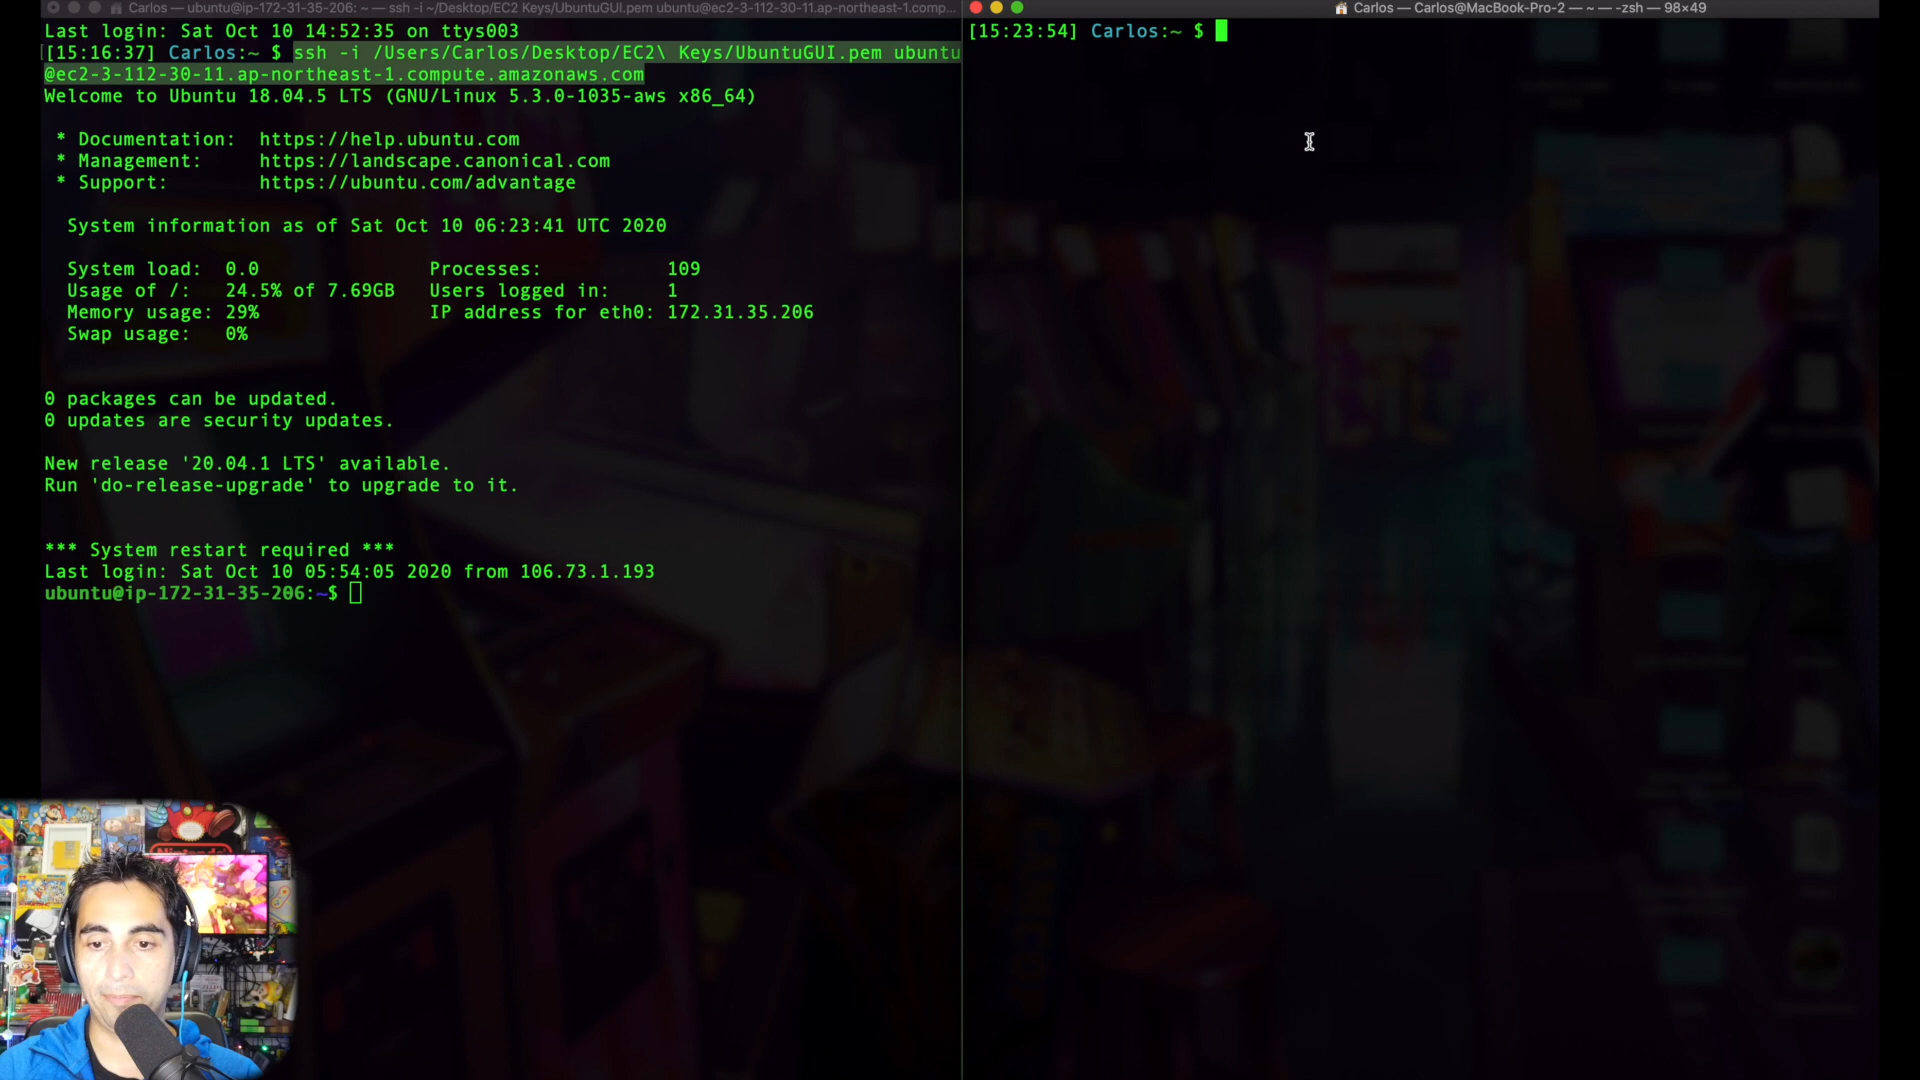 Carlos — ubuntu@ip-172-31-35-206: ~ — ssh -i ~/Desktop/EC2 Keys/UbuntuGUI.pem ubuntu@ec2-3-112-30-11.ap-northeast-1.comp...
Last login: Sat Oct 10 14:52:35 on ttys003
[[15:16:37] Carlos:~ $ ssh -i /Users/Carlos/Desktop/EC2\ Keys/UbuntuGUI.pem ubuntu
@ec2-3-112-30-11.ap-northeast-1.compute.amazonaws.com
Welcome to Ubuntu 18.04.5 LTS (GNU/Linux 5.3.0-1035-aws x86_64)
* Documentation:  https://help.ubuntu.com
* Management:     https://landscape.canonical.com
* Support:        https://ubuntu.com/advantage
System information as of Sat Oct 10 06:23:41 UTC 2020
System load:  0.0               Processes:           109
Usage of /:   24.5% of 7.69GB   Users logged in:     1
Memory usage: 29%               IP address for eth0: 172.31.35.206
Swap usage:   0%
0 packages can be updated.
0 updates are security updates.
New release '20.04.1 LTS' available.
Run 'do-release-upgrade' to upgrade to it.
*** System restart required ***
Last login: Sat Oct 10 05:54:05 2020 from 106.73.1.193
ubuntu@ip-172-31-35-206:~$
Carlos — Carlos@MacBook-Pro-2 — ~ — -zsh — 98×49
[15:23:54] Carlos:~ $
Nintendo